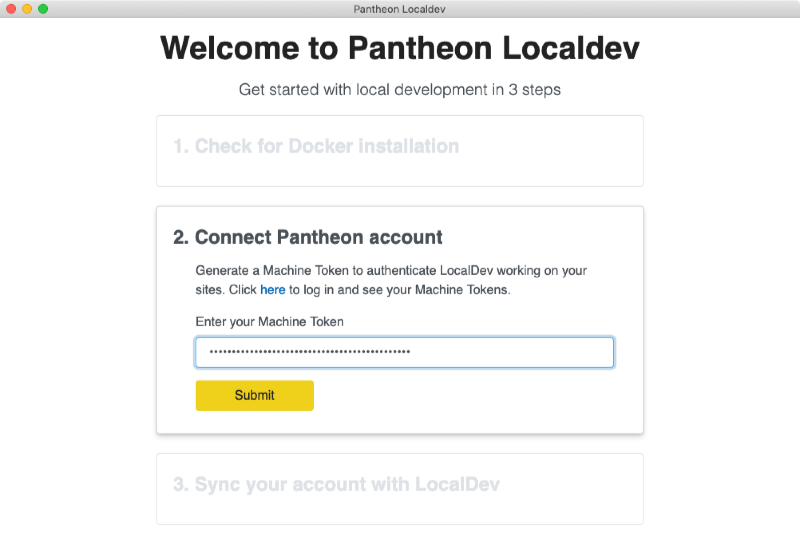 Pantheon Localdev
Welcome to Pantheon Localdev
Get started with local development in 3 steps
1. Check for Docker installation
2. Connect Pantheon account
Generate a Machine Token to authenticate LocalDev working on your
sites. Click here to log in and see your Machine Tokens.
Enter your Machine Token
Submit
3. Sync your account with LocalDev